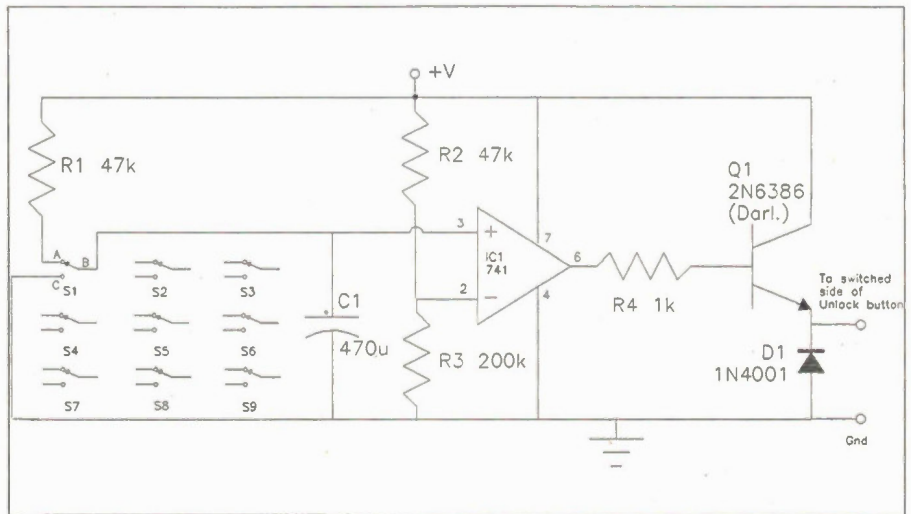 +V
R1 47k
R2 47k
Q1
2N6386
(Darl.)
A
B
C
3
+
7
IC1
741
6
2
−
4
R4 1k
To switched
side of
Unlock button
S1
S2
S3
S4
S5
S6
S7
S8
S9
C1
+
470u
R3 200k
D1
1N4001
Gnd